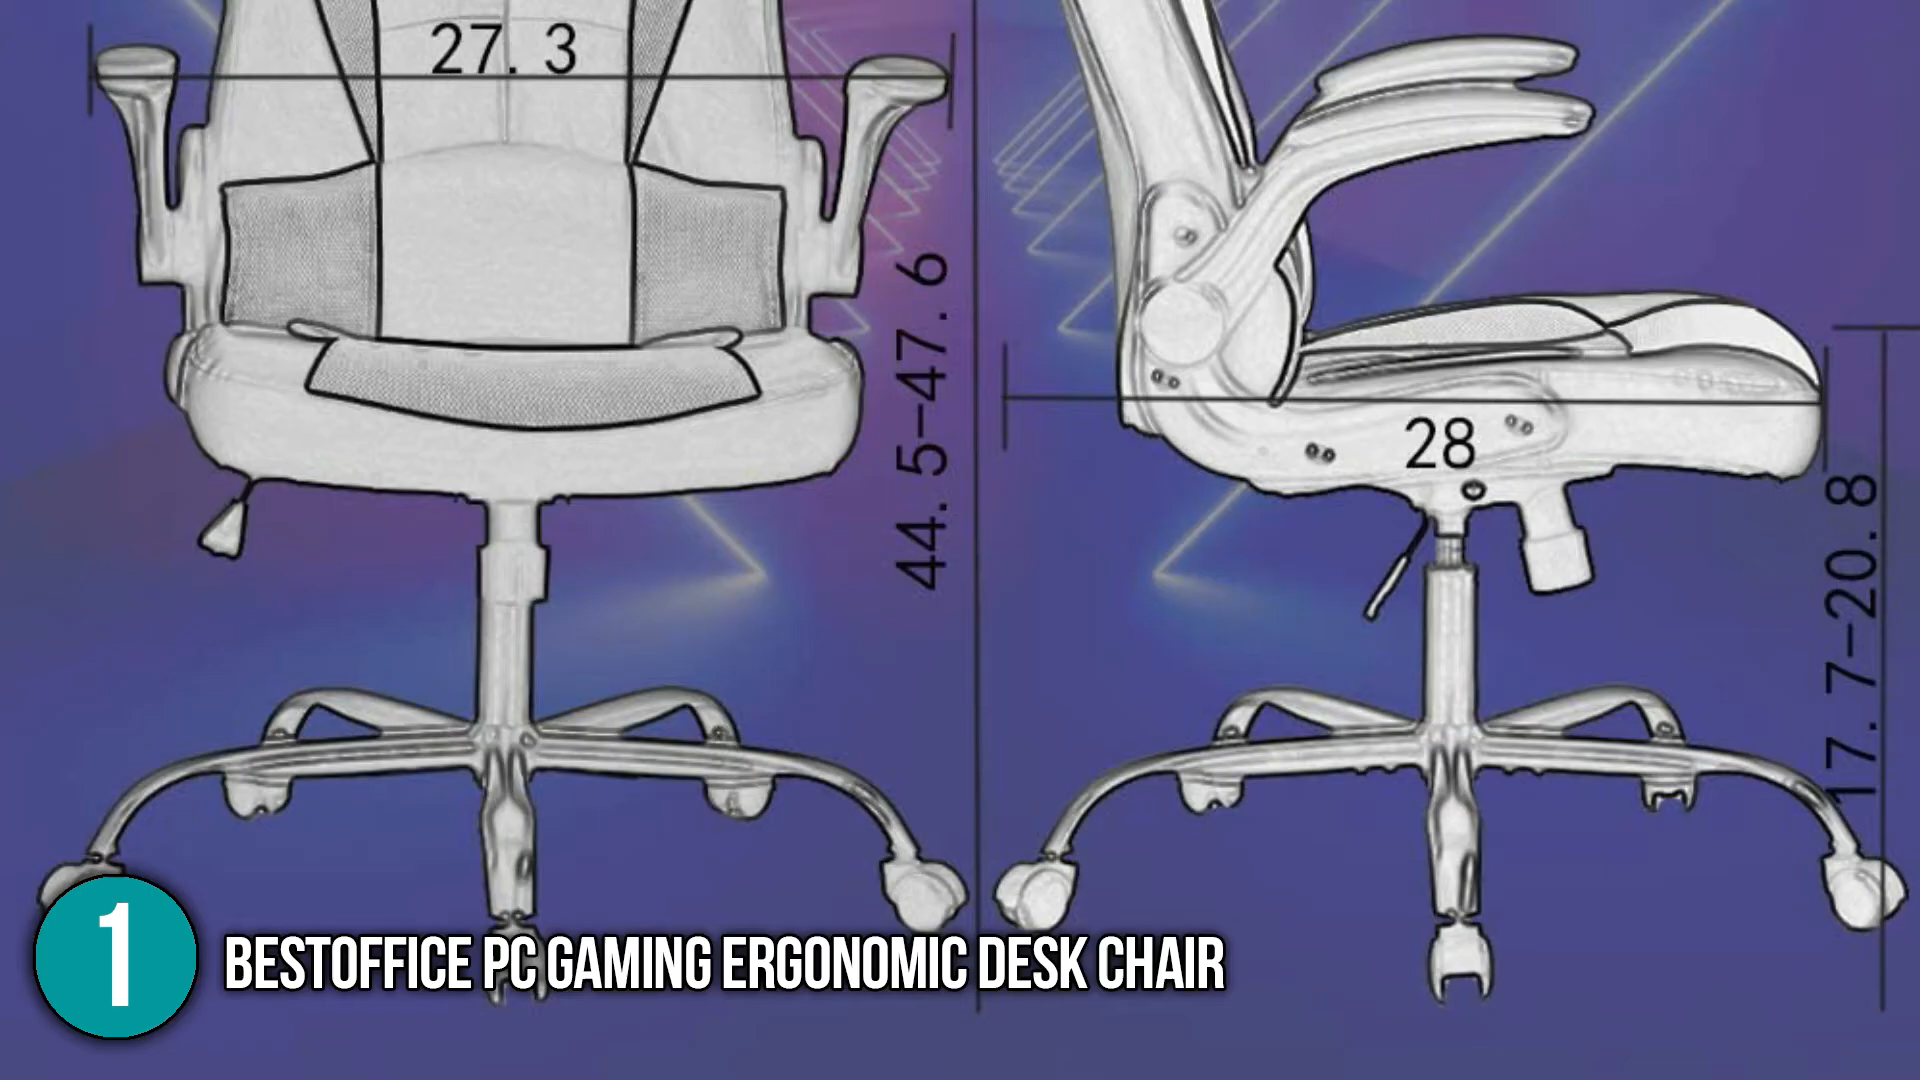 27. 3
44. 5-47. 6
28
17. 7-20. 8
1
BESTOFFICE PC GAMING ERGONOMIC DESK CHAIR